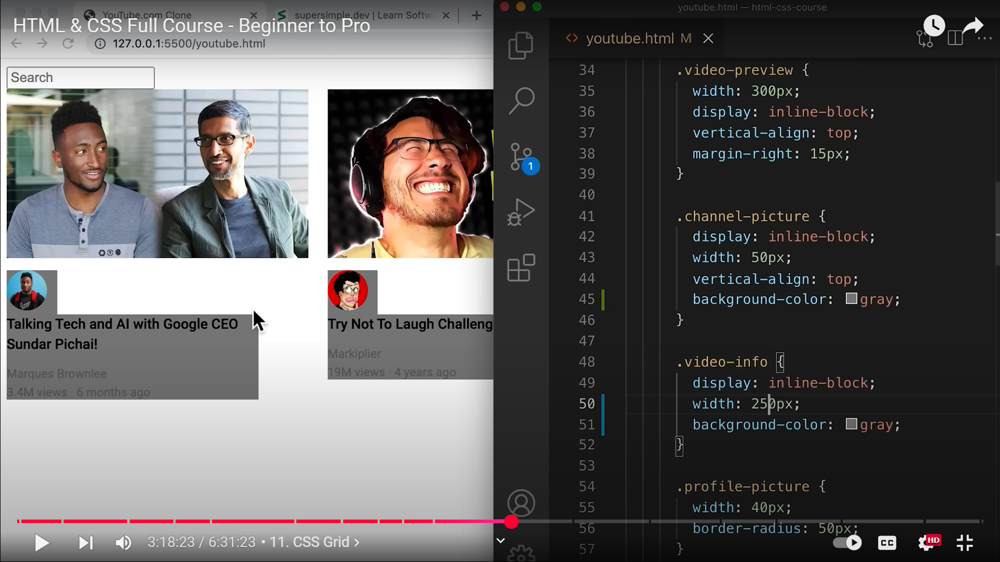 YouTube.com Clone
supersimple.dev | Learn Softwa
HTML & CSS Full Course - Beginner to Pro
127.0.0.1:5500/youtube.html
Search
Talking Tech and AI with Google CEO
Sundar Pichai!
Marques Brownlee
3.4M views · 6 months ago
Try Not To Laugh Challeng
Markiplier
19M views · 4 years ago
youtube.html — html-css-course
youtube.html M
1
34 .video-preview {
35 width: 300px;
36 display: inline-block;
37 vertical-align: top;
38 margin-right: 15px;
39 }
40
41 .channel-picture {
42 display: inline-block;
43 width: 50px;
44 vertical-align: top;
45 background-color: gray;
46 }
47
48 .video-info {
49 display: inline-block;
50 width: 250px;
51 background-color: gray;
52 }
53
54 .profile-picture {
55 width: 40px;
56 border-radius: 50px;
57 }
3:18:23 / 6:31:23 • 11. CSS Grid
CC
HD